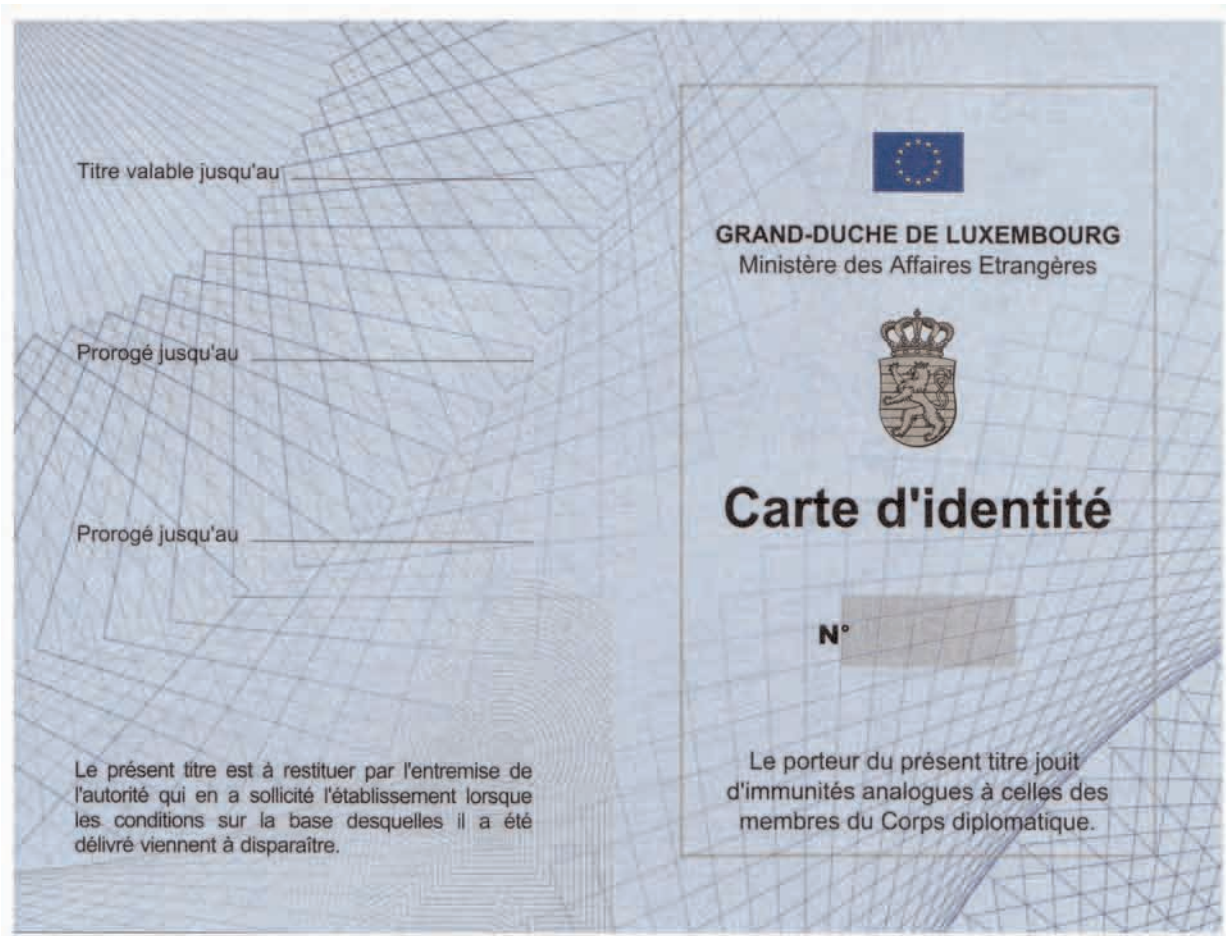 Titre valable jusqu'au
Prorogé jusqu'au
Prorogé jusqu'au
Le présent titre est à restituer par l'entremise de
l'autorité qui en a sollicité l'établissement lorsque
les conditions sur la base desquelles il a été
délivré viennent à disparaître.
GRAND-DUCHE DE LUXEMBOURG
Ministère des Affaires Etrangères
Carte d'identité
N°
Le porteur du présent titre jouit
d'immunités analogues à celles des
membres du Corps diplomatique.